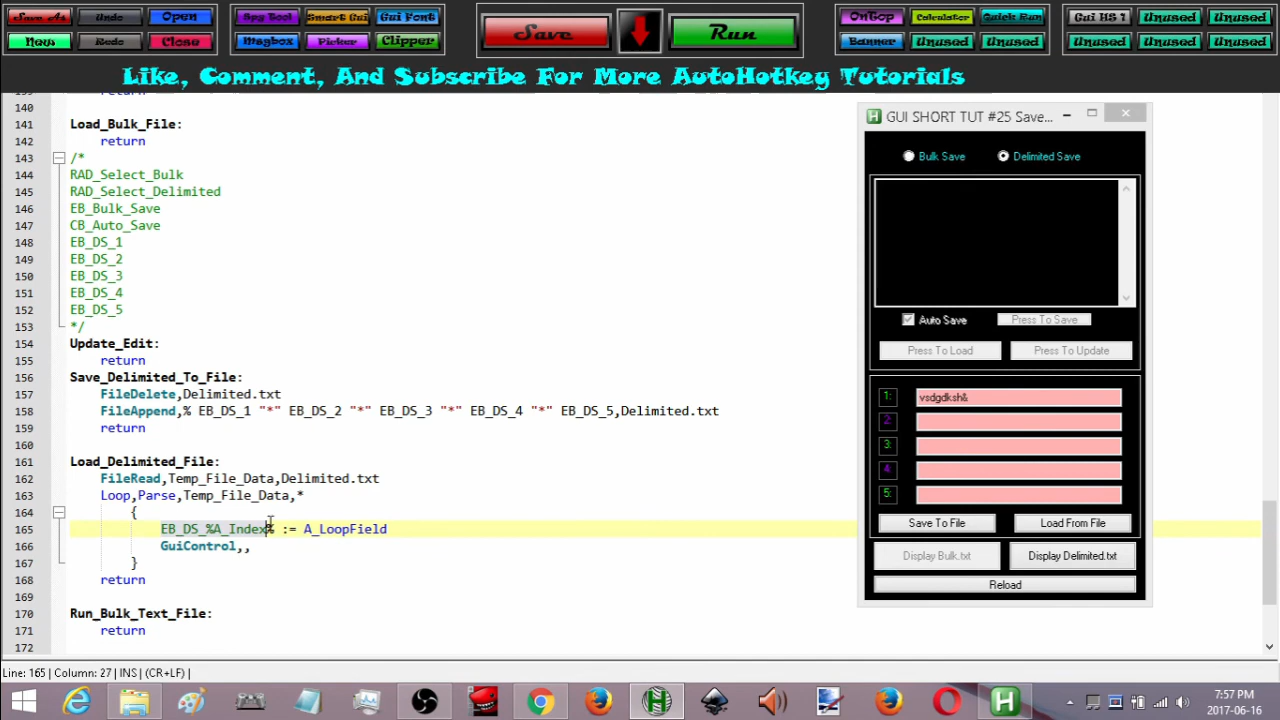 Save As Undo Open Spy Tool Smart Gui Gui Font Save Run OnTop Calculator Quick Run Gui HS 1 Unused Unused
New Redo Close Msgbox Picker Clipper Banner Unused Unused Unused Unused Unused
Like, Comment, And Subscribe For More AutoHotkey Tutorials
139 return
140
141 Load_Bulk_File:
142 return
143 /*
144 RAD_Select_Bulk
145 RAD_Select_Delimited
146 EB_Bulk_Save
147 CB_Auto_Save
148 EB_DS_1
149 EB_DS_2
150 EB_DS_3
151 EB_DS_4
152 EB_DS_5
153 */
154 Update_Edit:
155 return
156 Save_Delimited_To_File:
157 FileDelete,Delimited.txt
158 FileAppend,% EB_DS_1 "*" EB_DS_2 "*" EB_DS_3 "*" EB_DS_4 "*" EB_DS_5,Delimited.txt
159 return
160
161 Load_Delimited_File:
162 FileRead,Temp_File_Data,Delimited.txt
163 Loop,Parse,Temp_File_Data,*
164 {
165 EB_DS_%A_Index% := A_LoopField
166 GuiControl,,
167 }
168 return
169
170 Run_Bulk_Text_File:
171 return
172
GUI SHORT TUT #25 Save...
Bulk Save Delimited Save
Auto Save Press To Save
Press To Load Press To Update
1: vsdgdksh&
2:
3:
4:
5:
Save To File Load From File
Display Bulk.txt Display Delimited.txt
Reload
Line: 165 | Column: 27 | INS | (CR+LF) |
7:57 PM
2017-06-16